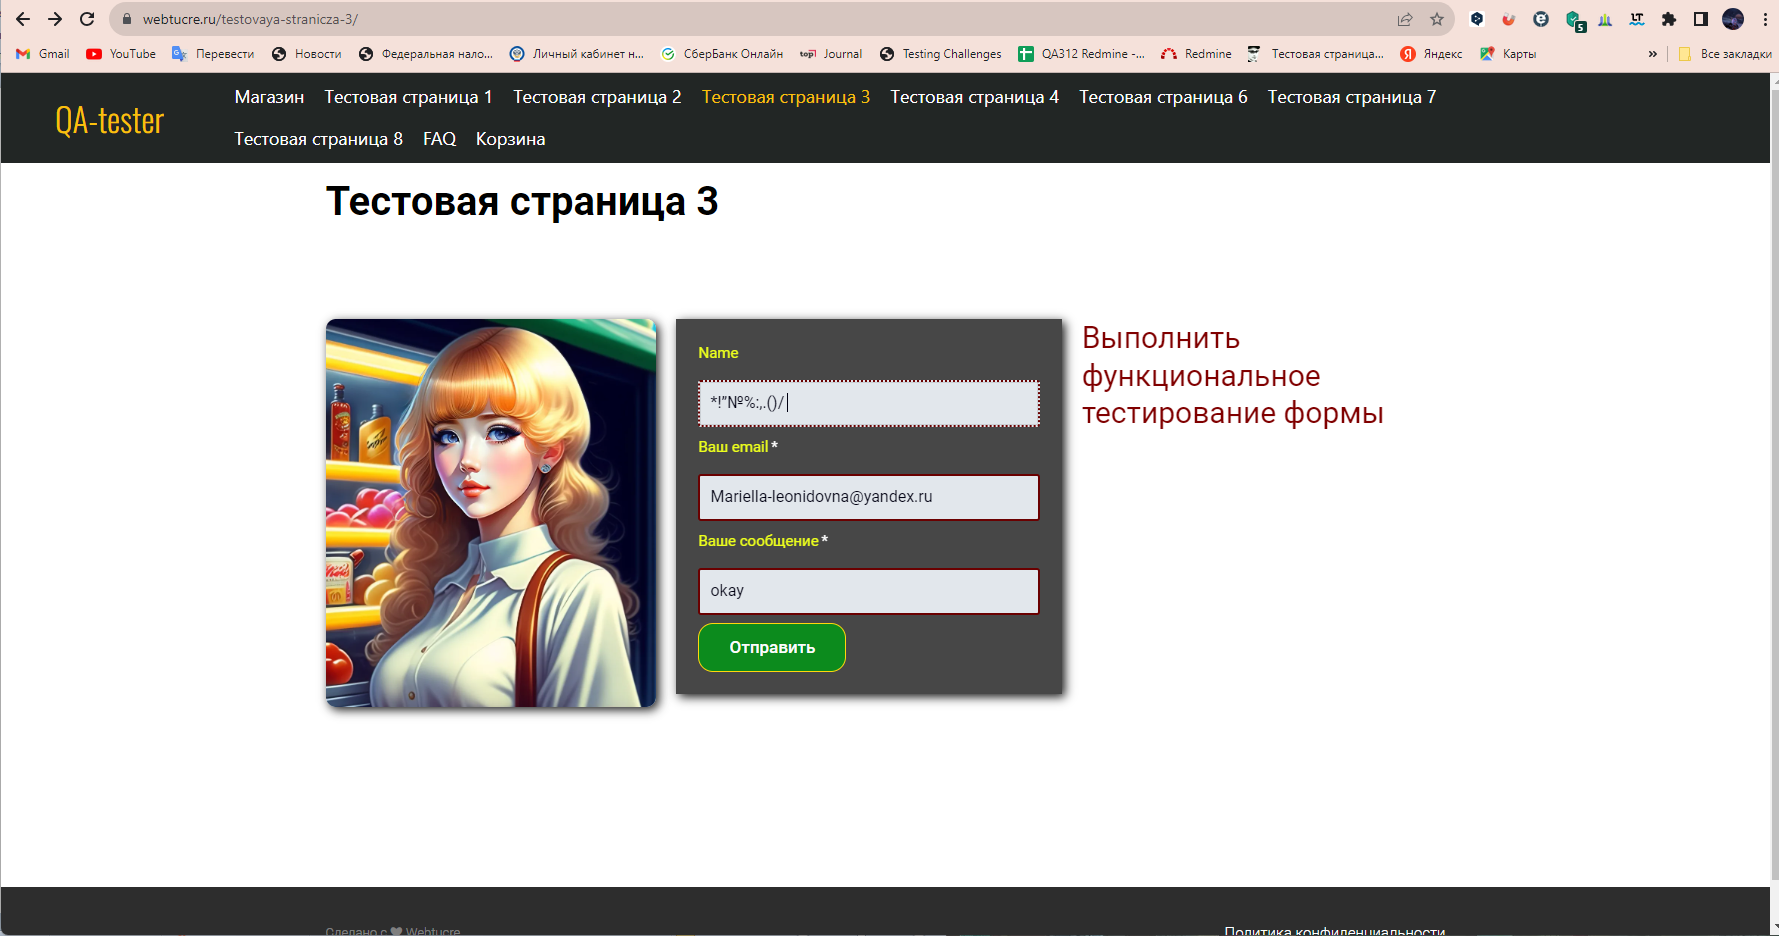 webtucre.ru/testovaya-stranicza-3/
Gmail YouTube Перевести Новости Федеральная нало... Личный кабинет н... СберБанк Онлайн Journal Testing Challenges QA312 Redmine -... Redmine Тестовая страница... Яндекс Карты » Все закладки
QA-tester
Магазин Тестовая страница 1 Тестовая страница 2 Тестовая страница 3 Тестовая страница 4 Тестовая страница 6 Тестовая страница 7
Тестовая страница 8 FAQ Корзина
Тестовая страница 3
Name
*!"№%:,.()/
Ваш email *
Mariella-leonidovna@yandex.ru
Ваше сообщение *
okay
Отправить
Выполнить
функциональное
тестирование формы
Сделано с ❤ Webtucre
Политика конфиденциальности